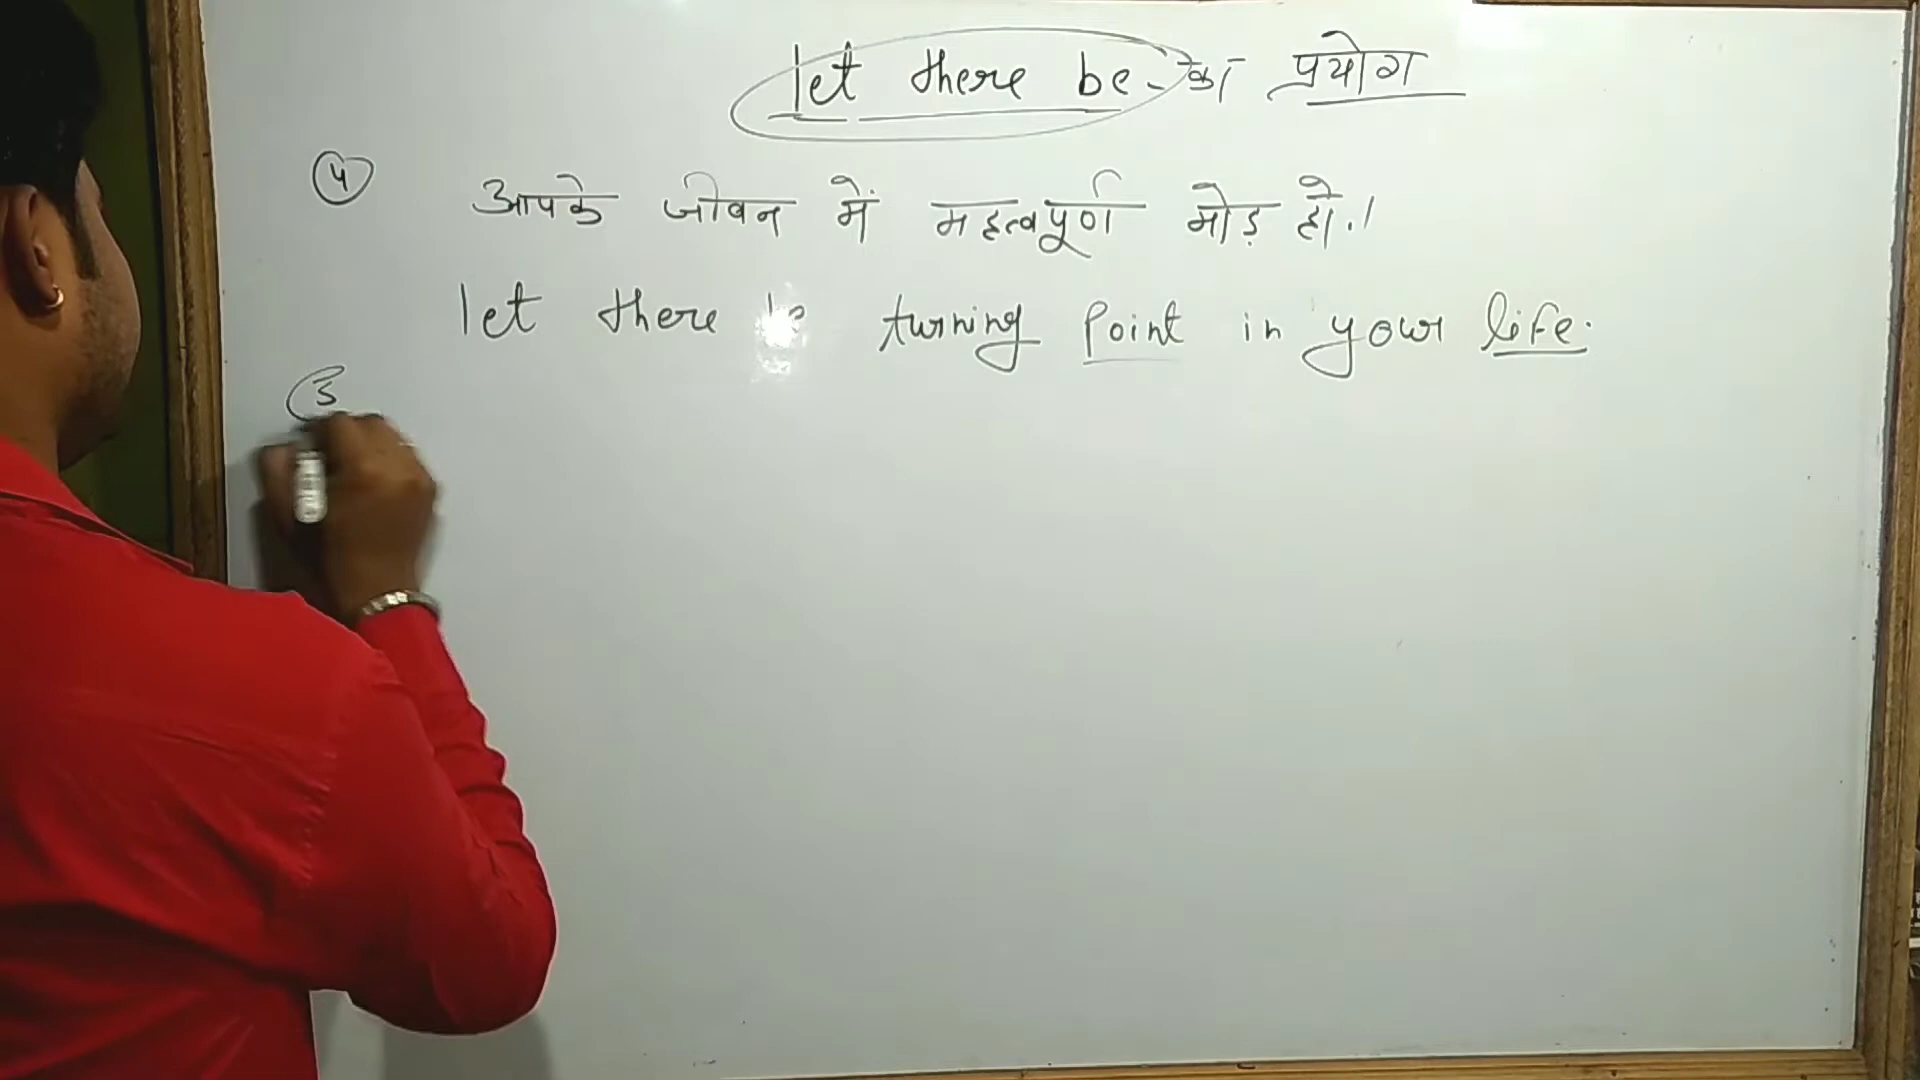 let there be - का प्रयोग
4 आपके जीवन में महत्वपूर्ण मोड़ हो.।
let there be turning Point in your life.
5